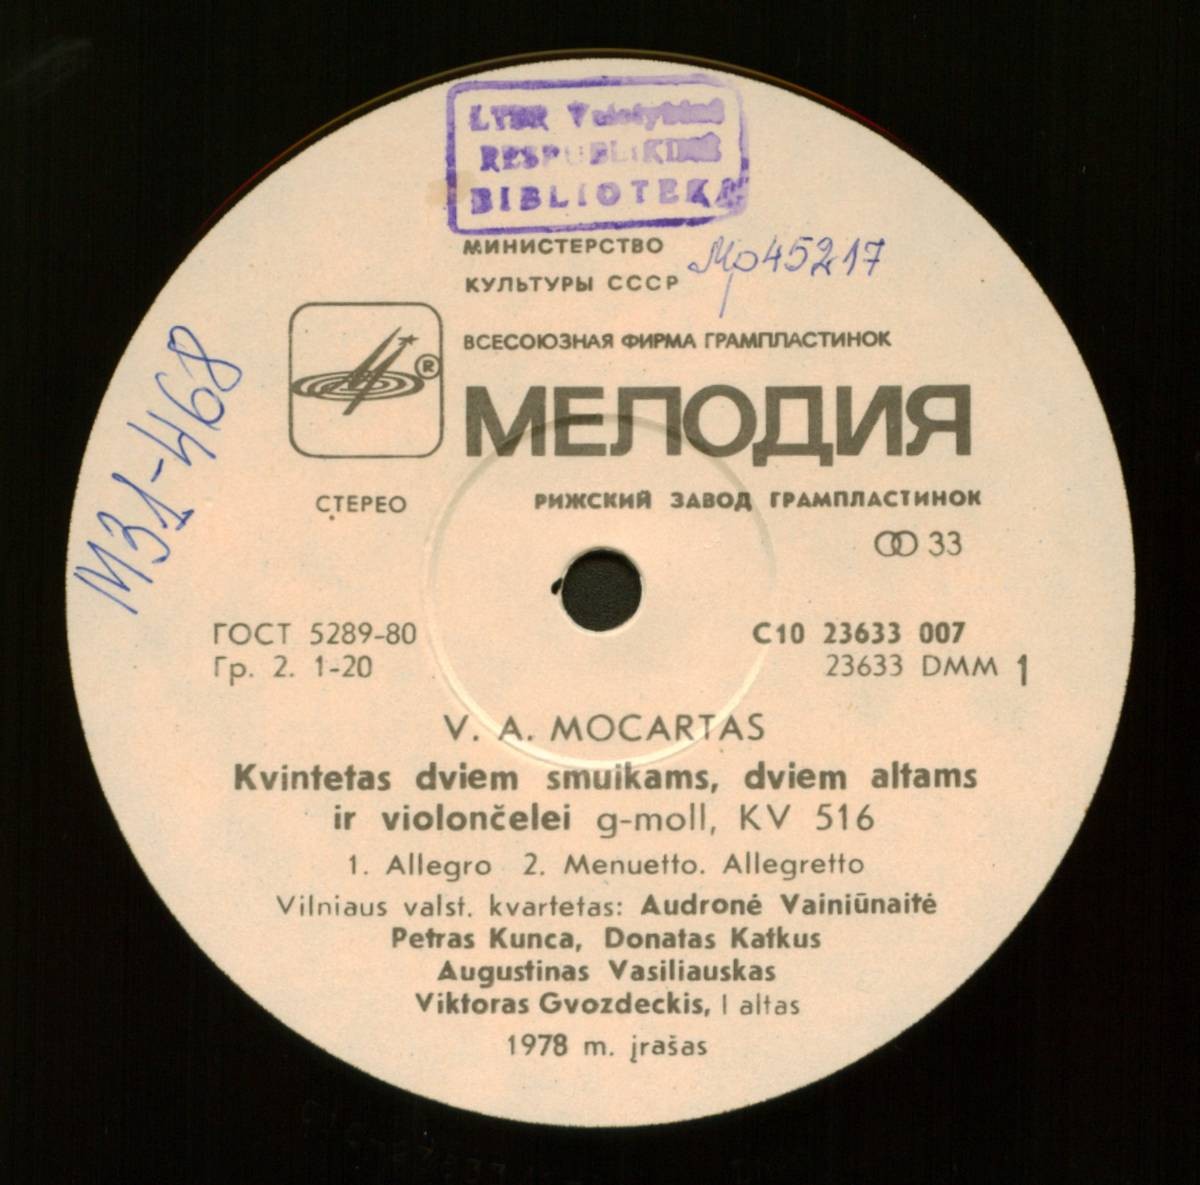 LTSR Valstybinė
RESPUBLIKINĖ
BIBLIOTEKA
МИНИСТЕРСТВО
КУЛЬТУРЫ СССР
Мр45217
ВСЕСОЮЗНАЯ ФИРМА ГРАМПЛАСТИНОК
®
МЕЛОДИЯ
СТЕРЕО
РИЖСКИЙ ЗАВОД ГРАМПЛАСТИНОК
33
M31-468
ГОСТ 5289-80
С10 23633 007
Гр. 2. 1-20
23633 DMM 1
V. A. MOCARTAS
Kvintetas dviem smuikams, dviem altams
ir violončelei g-moll, KV 516
1. Allegro 2. Menuetto. Allegretto
Vilniaus valst. kvartetas: Audronė Vainiūnaitė
Petras Kunca, Donatas Katkus
Augustinas Vasiliauskas
Viktoras Gvozdeckis, I altas
1978 m. įrašas